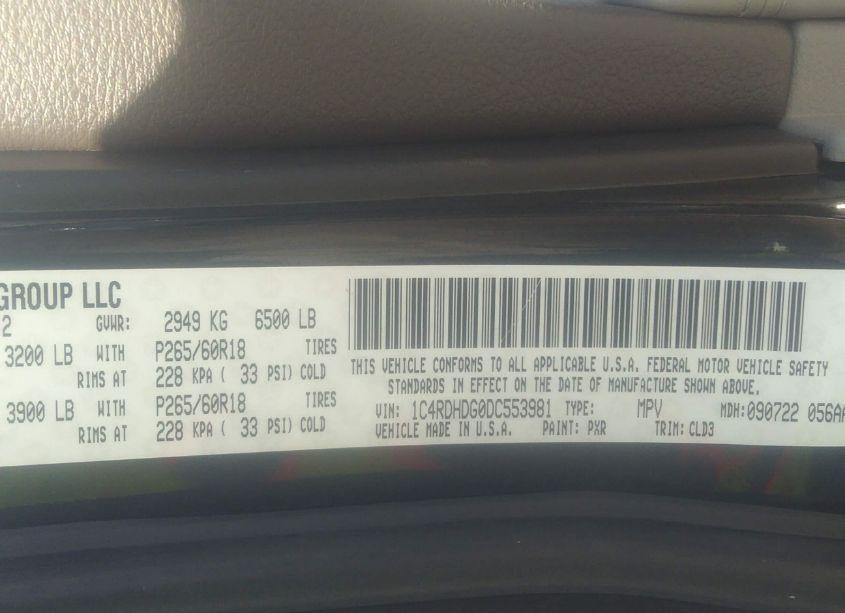 GROUP LLC
2 GVWR: 2949 KG 6500 LB
3200 LB WITH P265/60R18 TIRES
RIMS AT 228 KPA ( 33 PSI) COLD
3900 LB WITH P265/60R18 TIRES
RIMS AT 228 KPA ( 33 PSI) COLD
THIS VEHICLE CONFORMS TO ALL APPLICABLE U.S.A. FEDERAL MOTOR VEHICLE SAFETY
STANDARDS IN EFFECT ON THE DATE OF MANUFACTURE SHOWN ABOVE.
VIN: 1C4RDHDG0DC553981 TYPE: MPV MDH: 090722 056AA
VEHICLE MADE IN U.S.A. PAINT: PXR TRIM: CLD3